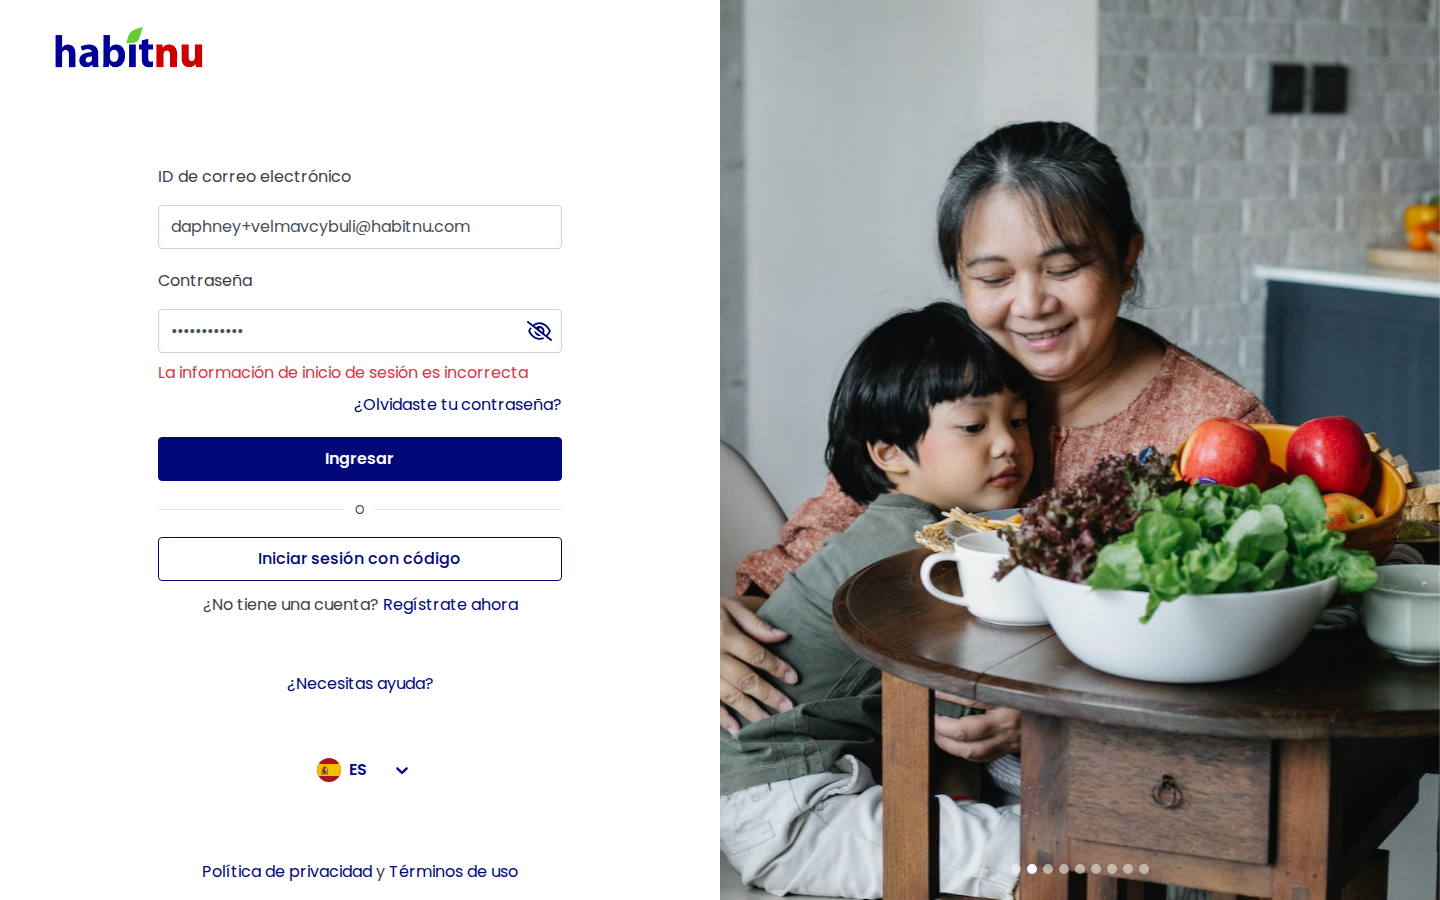 habitnu
ID de correo electrónico
daphney+velmavcybuli@habitnu.com
Contraseña
••••••••••••
La información de inicio de sesión es incorrecta
¿Olvidaste tu contraseña?
Ingresar
O
Iniciar sesión con código
¿No tiene una cuenta? Regístrate ahora
¿Necesitas ayuda?
ES
Política de privacidad y Términos de uso